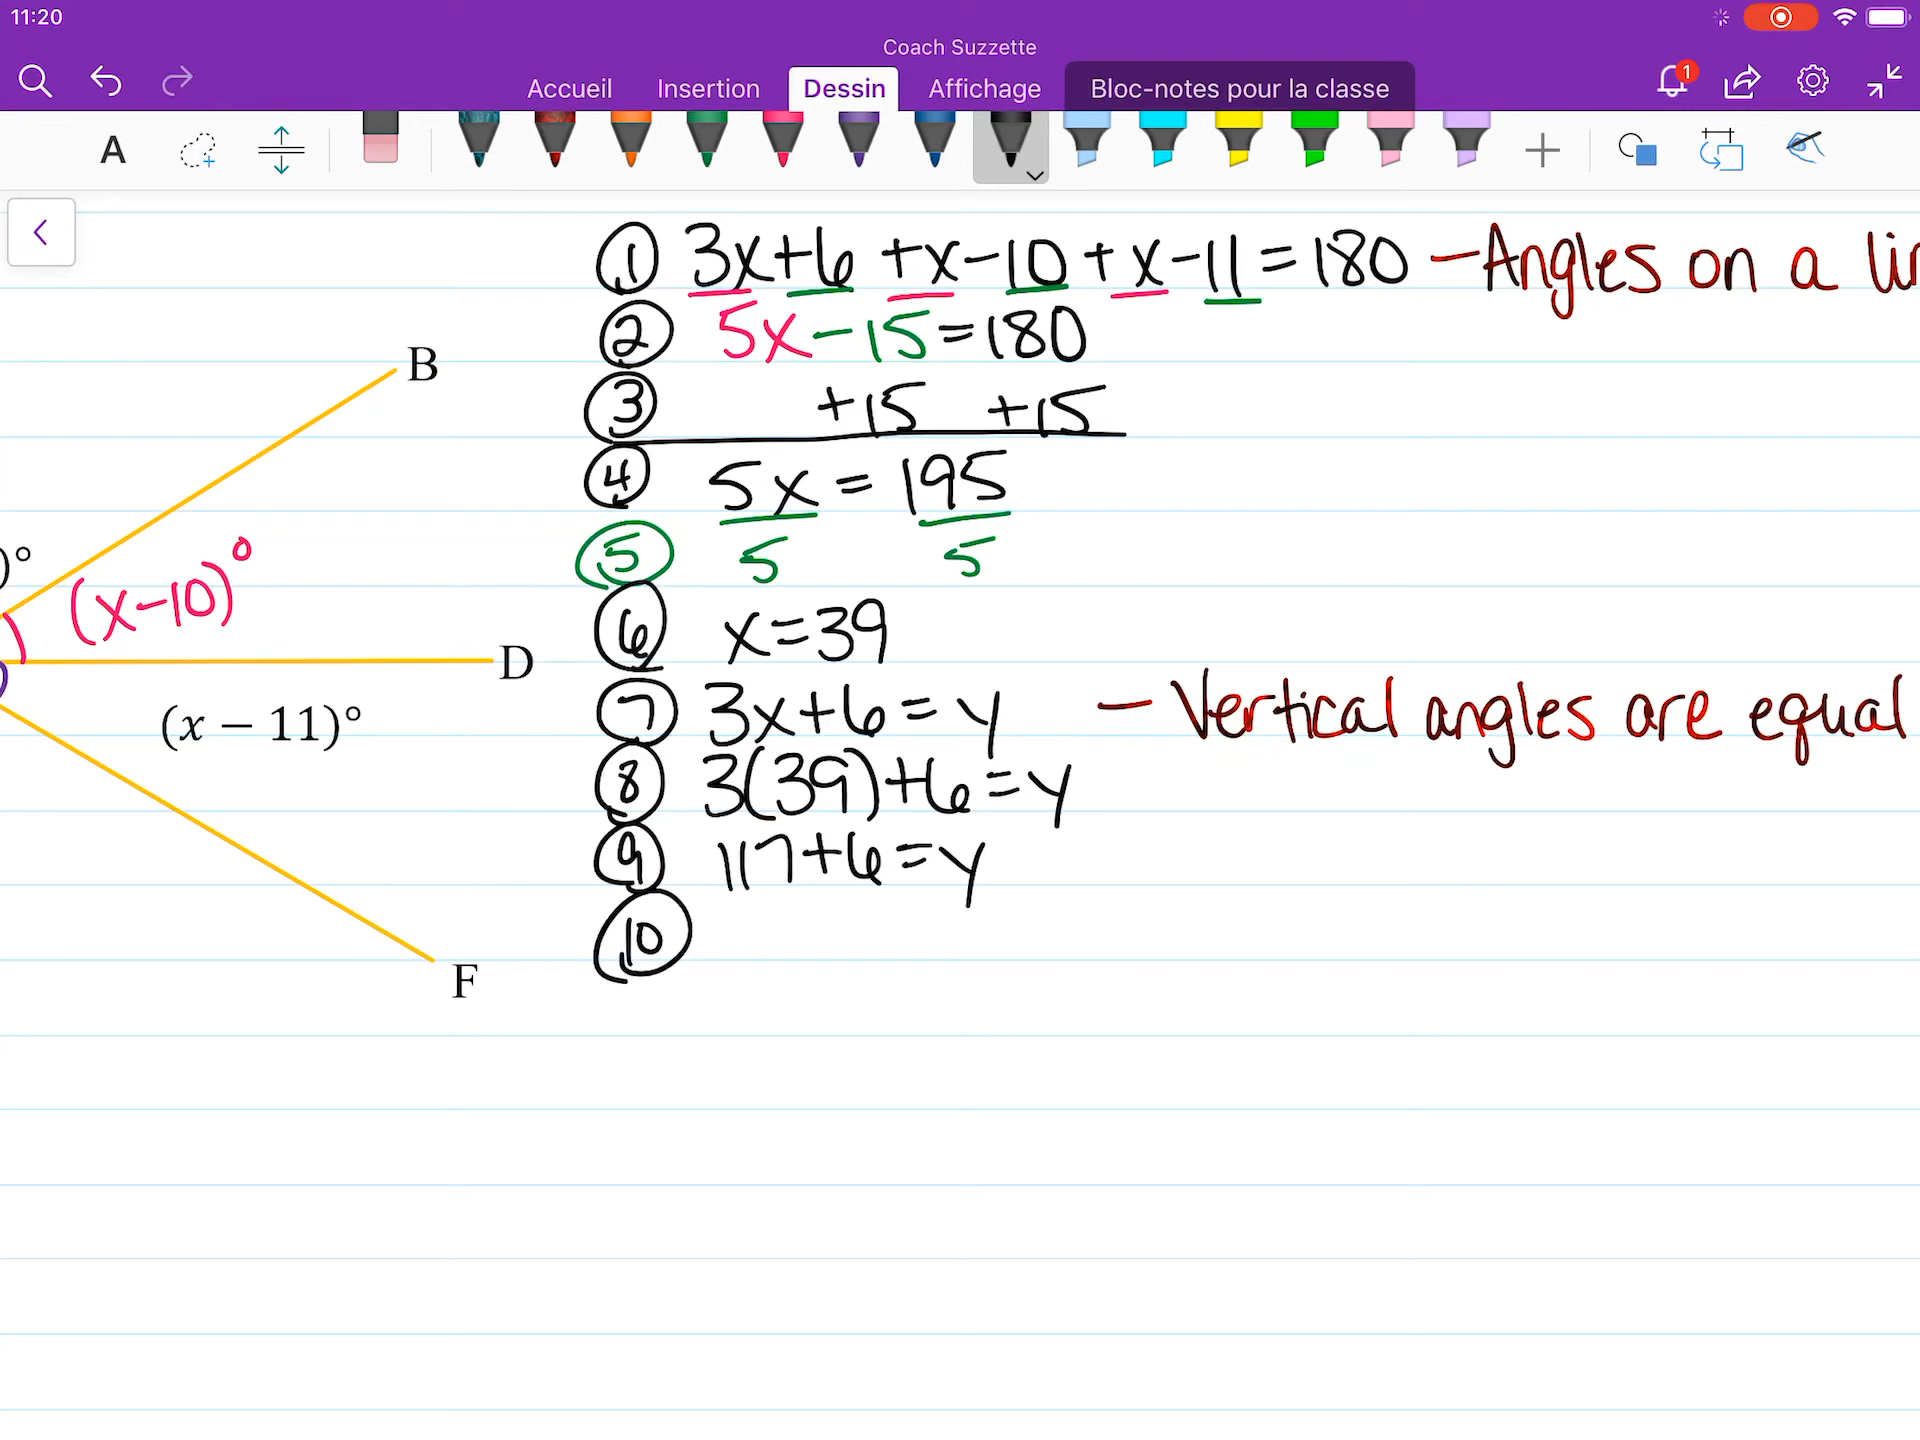 11:20
Coach Suzzette
Accueil Insertion Dessin Affichage Bloc-notes pour la classe
1
A
① 3x+6 +x-10+x-11=180 -Angles on a lin
② 5x-15=180
③ +15 +15
④ 5x = 195
⑤ 5 5
⑥ x=39
⑦ 3x+6=y - Vertical angles are equal
⑧ 3(39)+6=y
⑨ 117+6=y
⑩
B
)°
(x-10)°
D
(x – 11)°
F